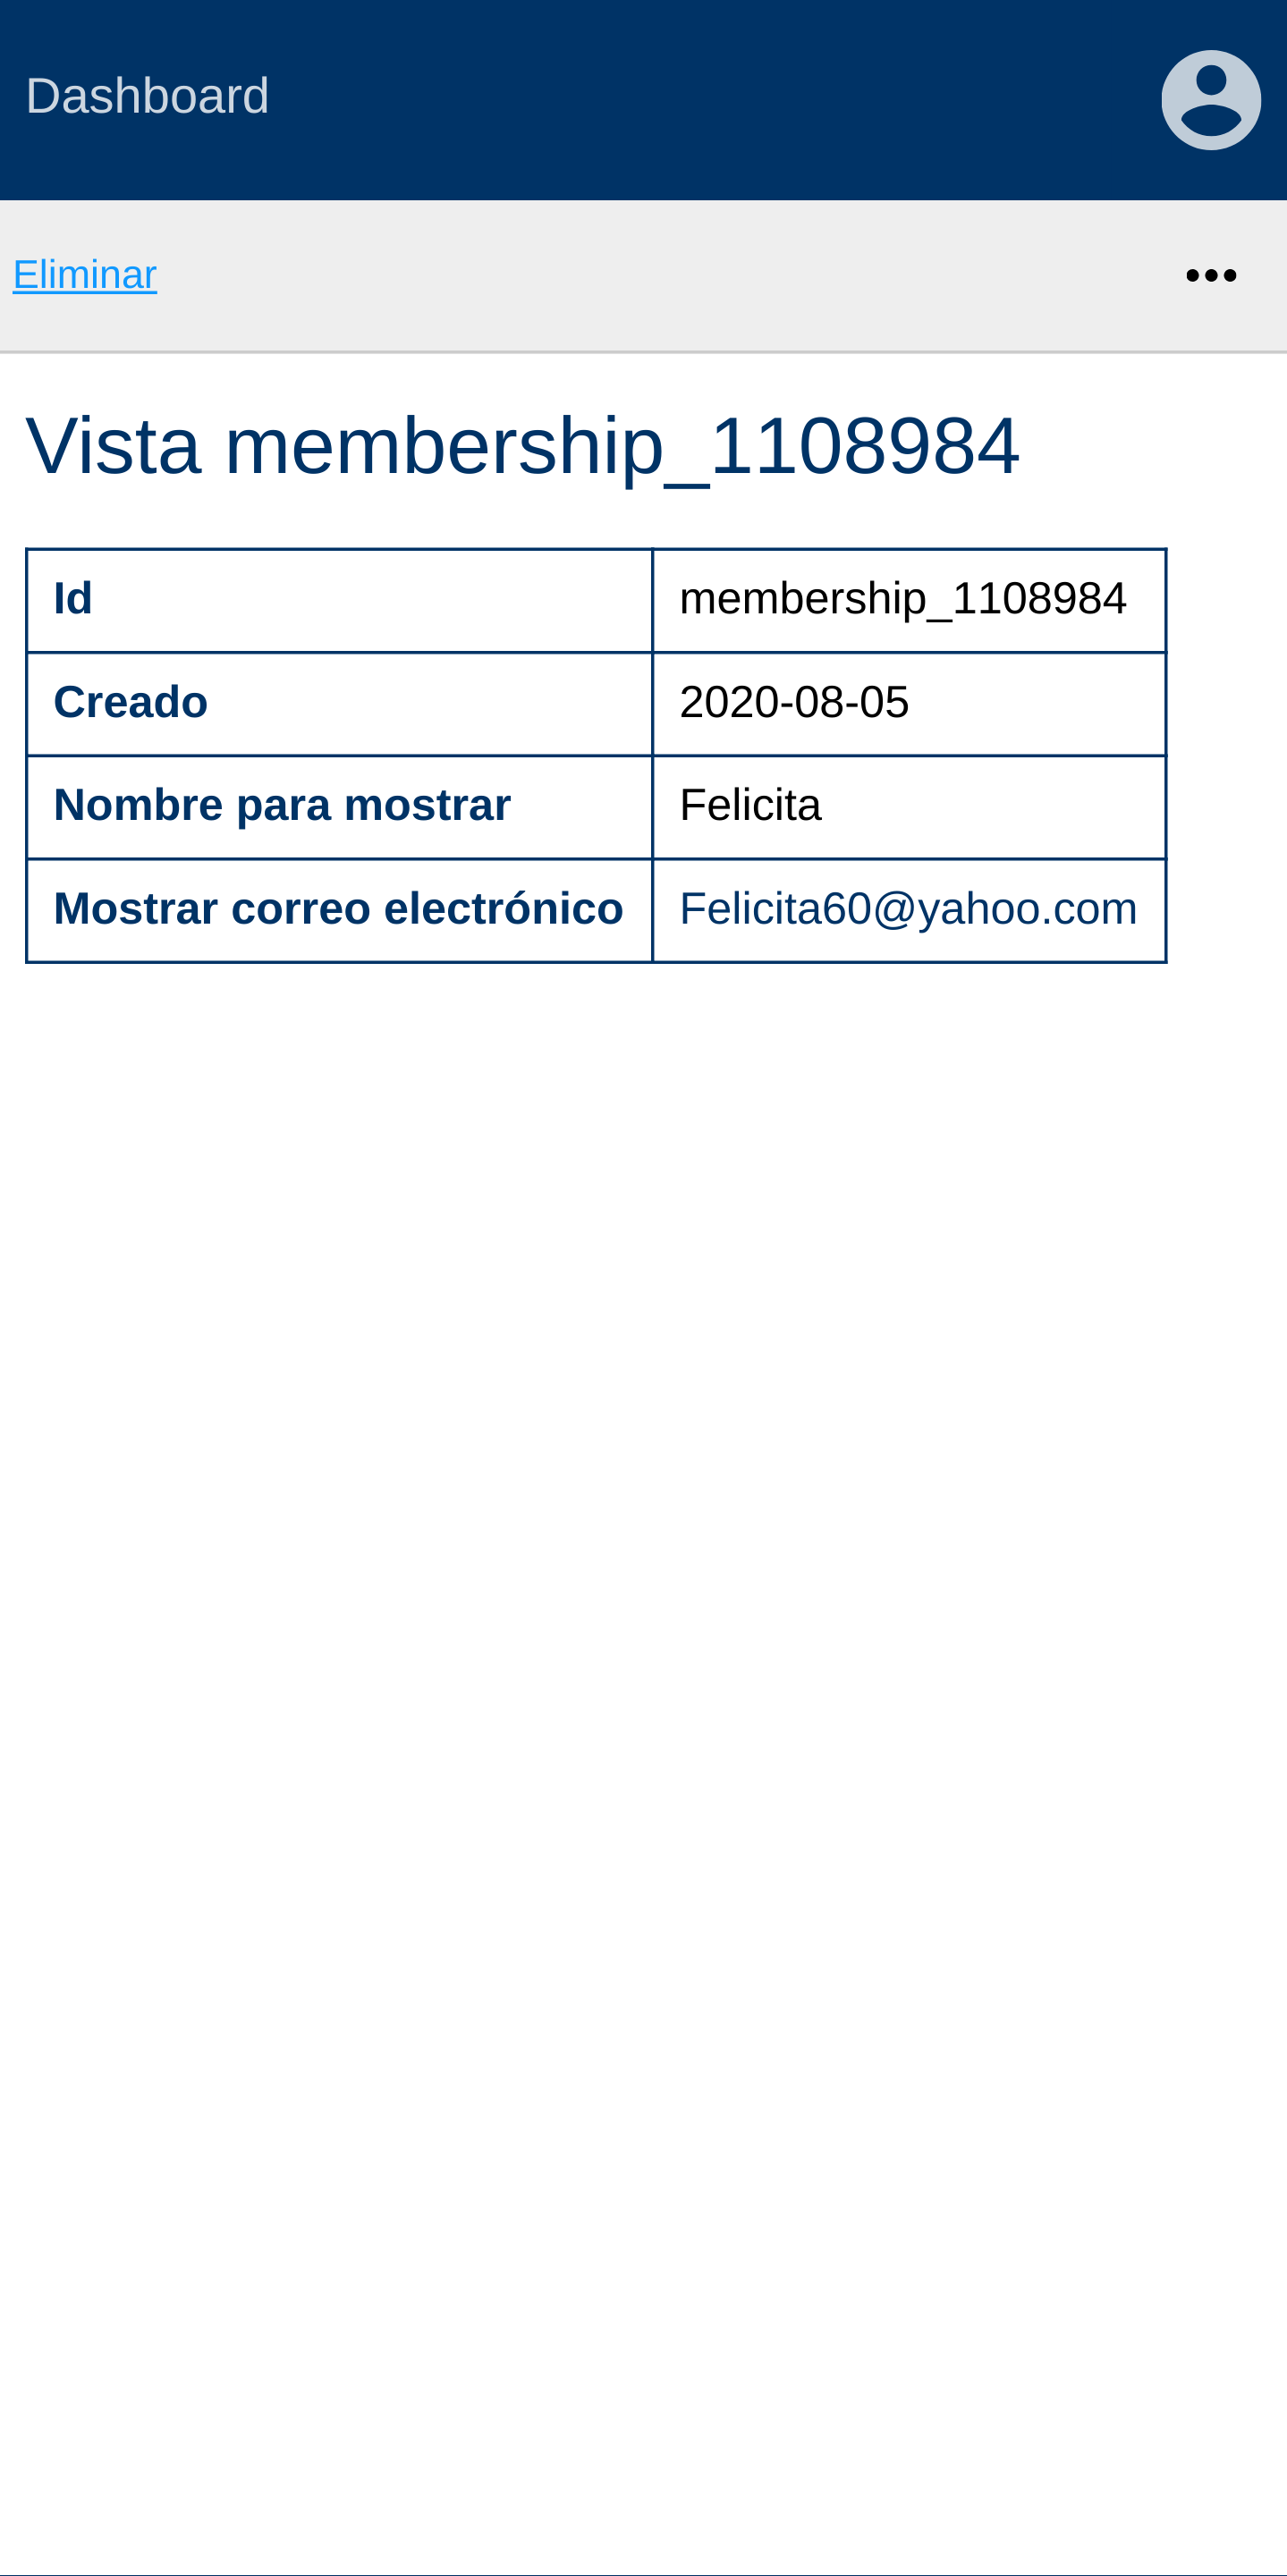 Dashboard
Eliminar
Vista membership_1108984
Id membership_1108984
Creado 2020-08-05
Nombre para mostrar Felicita
Mostrar correo electrónico Felicita60@yahoo.com